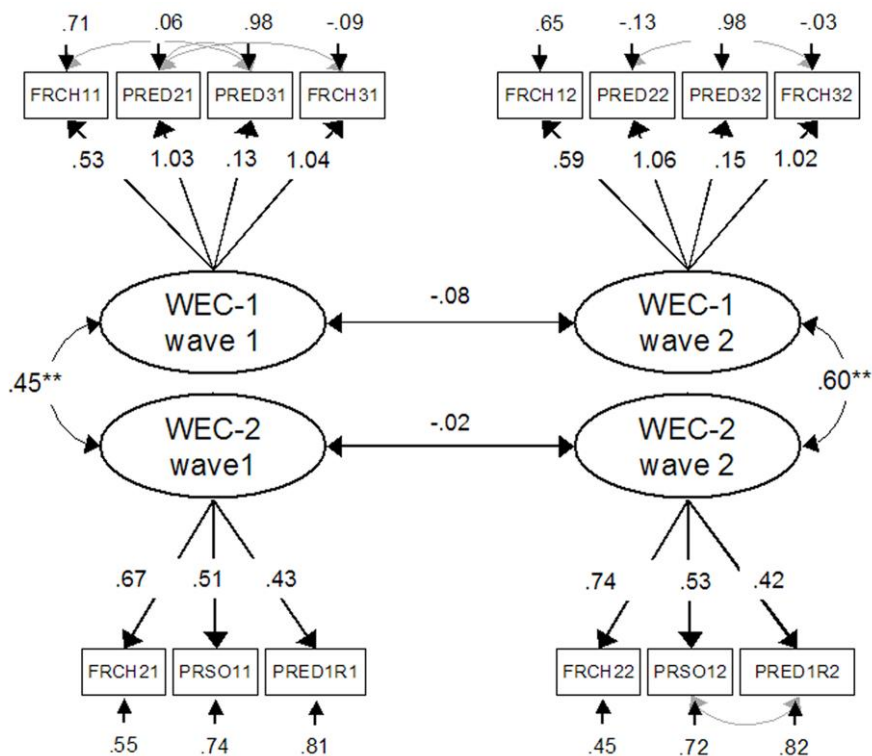 .71 .06 .98 -.09 .65 -.13 .98 -.03
FRCH11 PRED21 PRED31 FRCH31 FRCH12 PRED22 PRED32 FRCH32
.53 1.03 .13 1.04 .59 1.06 .15 1.02
WEC-1
wave 1
-.08
WEC-1
wave 2
.45**
.60**
WEC-2
wave1
-.02
WEC-2
wave 2
.67 .51 .43 .74 .53 .42
FRCH21 PRSO11 PRED1R1 FRCH22 PRSO12 PRED1R2
.55 .74 .81 .45 .72 .82